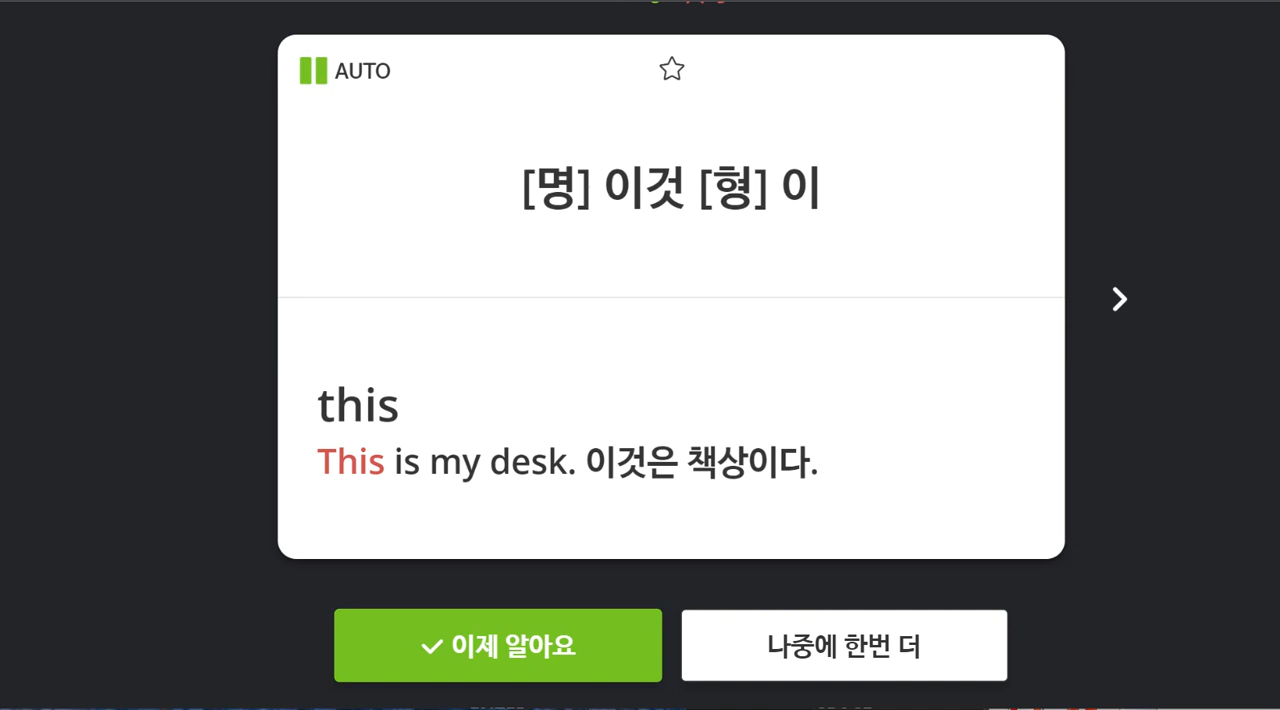 AUTO
[명] 이것 [형] 이
this
This is my desk. 이것은 책상이다.
이제 알아요
나중에 한번 더